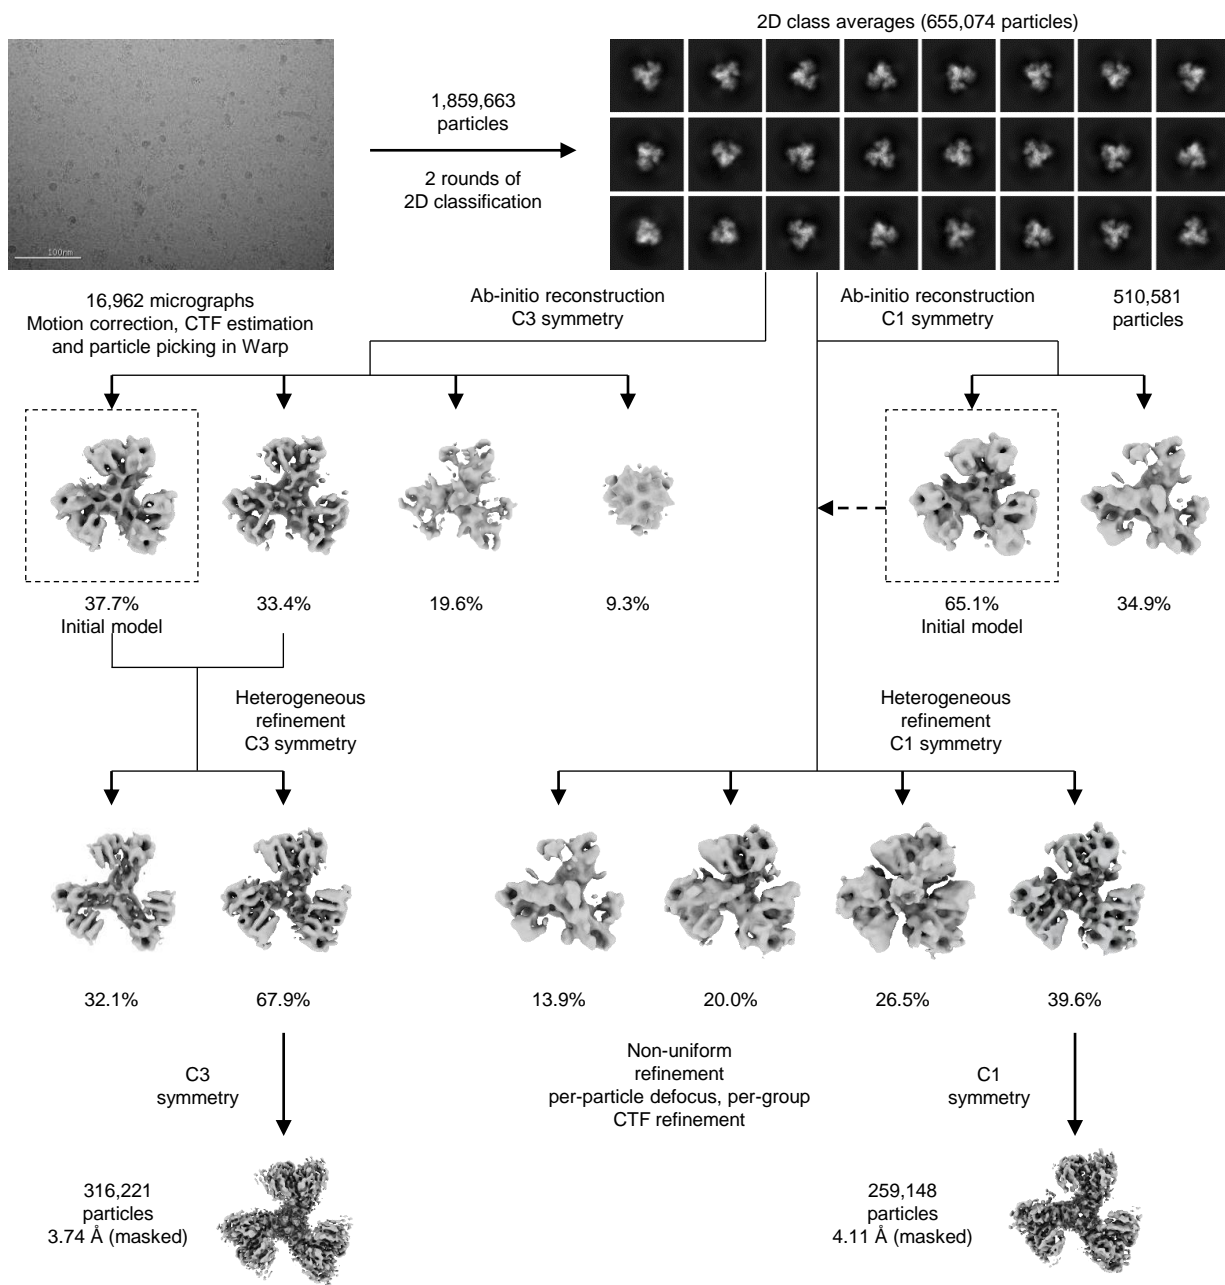 2D class averages (655,074 particles)
1,859,663
particles
2 rounds of
2D classification
100nm
16,962 micrographs
Motion correction, CTF estimation
and particle picking in Warp
Ab-initio reconstruction
C3 symmetry
Ab-initio reconstruction
C1 symmetry
510,581
particles
37.7%
Initial model
33.4%
19.6%
9.3%
65.1%
Initial model
34.9%
Heterogeneous
refinement
C3 symmetry
Heterogeneous
refinement
C1 symmetry
32.1%
67.9%
13.9%
20.0%
26.5%
39.6%
C3
symmetry
Non-uniform
refinement
per-particle defocus, per-group
CTF refinement
C1
symmetry
316,221
particles
3.74 Å (masked)
259,148
particles
4.11 Å (masked)